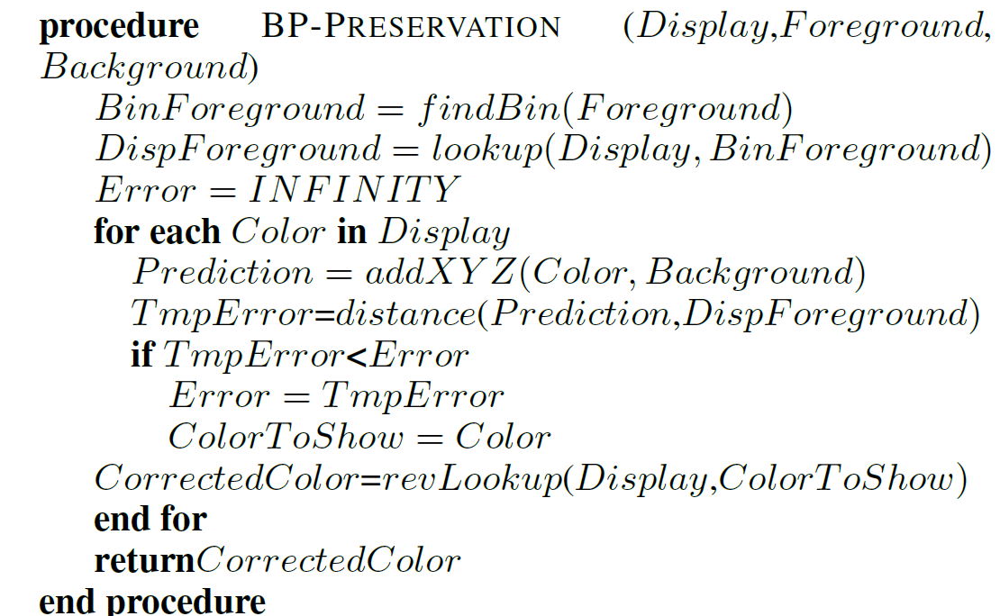 procedure BP-PRESERVATION (Display,Foreground,
Background)
BinForeground = findBin(Foreground)
DispForeground = lookup(Display, BinForeground)
Error = INFINITY
for each Color in Display
Prediction = addXYZ(Color, Background)
TmpError=distance(Prediction,DispForeground)
if TmpError<Error
Error = TmpError
ColorToShow = Color
CorrectedColor=revLookup(Display,ColorToShow)
end for
returnCorrectedColor
end procedure